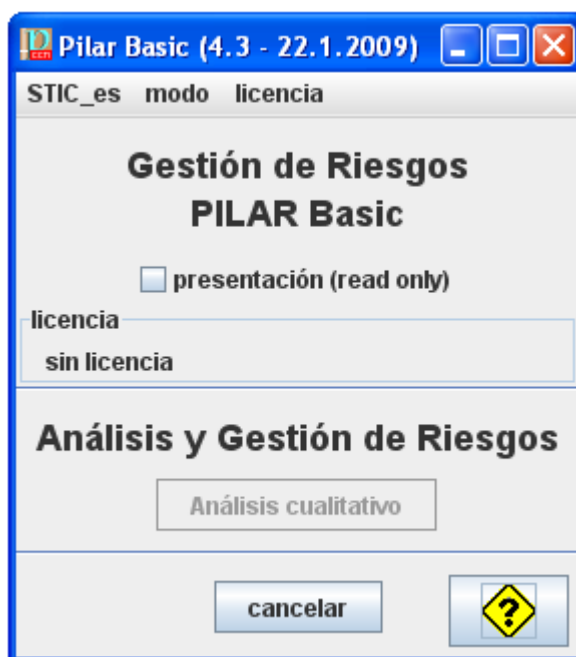 Pilar Basic (4.3 - 22.1.2009)
STIC_es modo licencia
Gestión de Riesgos
PILAR Basic
presentación (read only)
licencia
sin licencia
Análisis y Gestión de Riesgos
Análisis cualitativo
cancelar
?